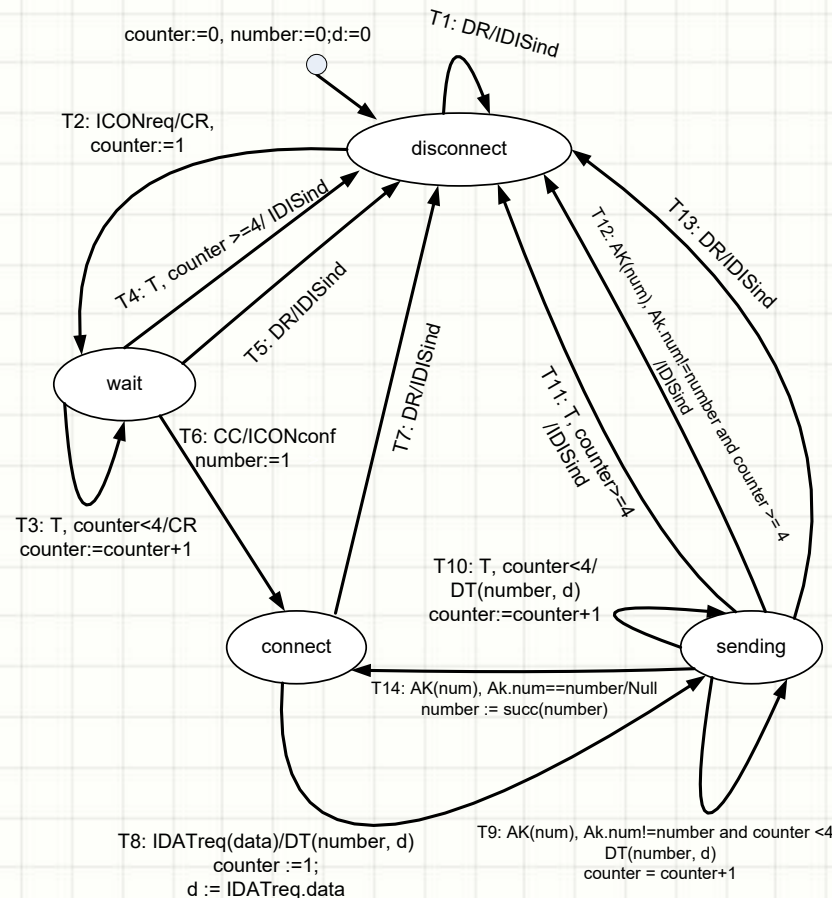 counter:=0, number:=0;d:=0
T1: DR/IDISind
T2: ICONreq/CR,
counter:=1
disconnect
T4: T, counter >=4/ IDISind
T5: DR/IDISind
T7: DR/IDISind
T11: T, counter>=4
/IDISind
T12: AK(num), Ak.num!=number and counter >= 4
/IDISind
T13: DR/IDISind
wait
T6: CC/ICONconf
number:=1
T3: T, counter<4/CR
counter:=counter+1
T10: T, counter<4/
DT(number, d)
counter:=counter+1
connect
sending
T14: AK(num), Ak.num==number/Null
number := succ(number)
T8: IDATreq(data)/DT(number, d)
counter :=1;
d := IDATreq.data
T9: AK(num), Ak.num!=number and counter <4
DT(number, d)
counter = counter+1